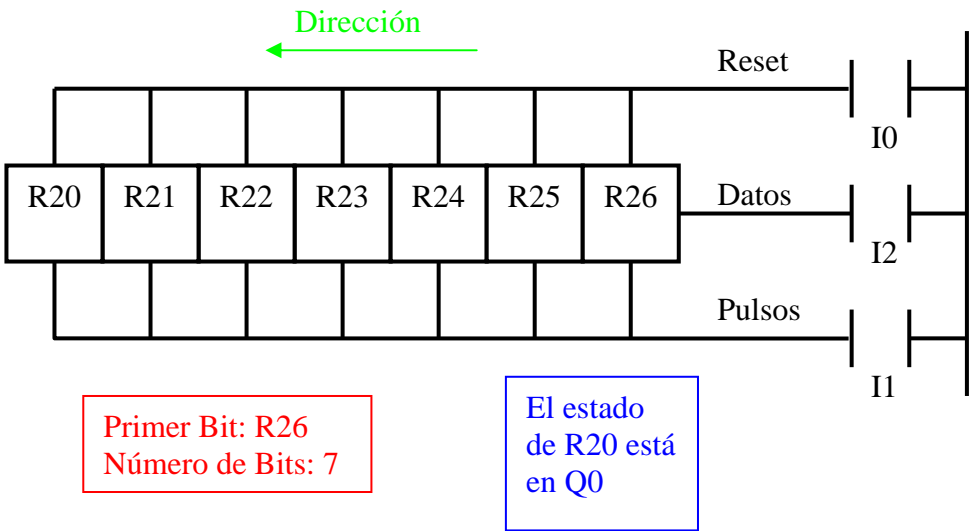 Dirección
Reset
I0
R20 R21 R22 R23 R24 R25 R26
Datos
I2
Pulsos
I1
Primer Bit: R26
Número de Bits: 7
El estado
de R20 está
en Q0